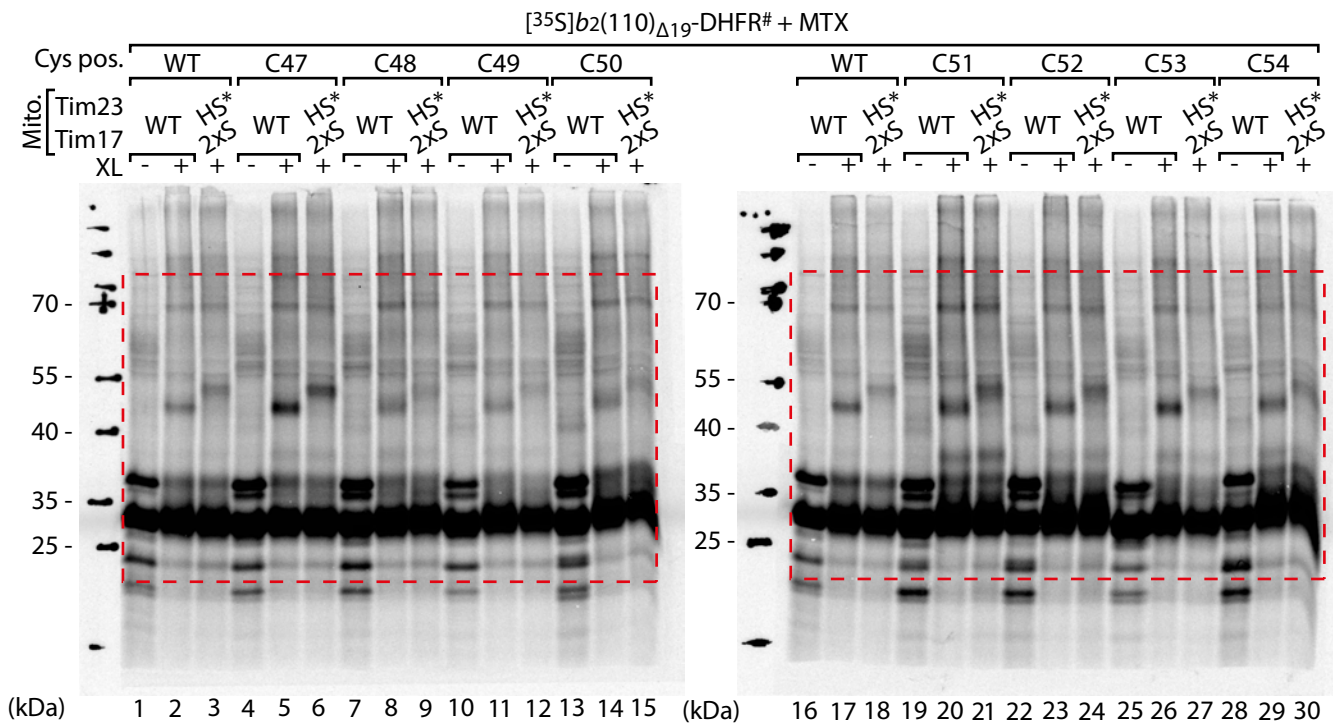 [³⁵S]b2(110)Δ19-DHFR# + MTX
Cys pos. WT C47 C48 C49 C50 WT C51 C52 C53 C54
Mito. Tim23 Tim17 WT HS* 2xS WT HS* 2xS WT HS* 2xS WT HS* 2xS WT HS* 2xS WT HS* 2xS WT HS* 2xS WT HS* 2xS WT HS* 2xS WT HS* 2xS
XL - + + - + + - + + - + + - + + - + + - + + - + + - + + - + +
70 - 70 -
55 - 55 -
40 - 40 -
35 - 35 -
25 - 25 -
(kDa) 1 2 3 4 5 6 7 8 9 10 11 12 13 14 15 (kDa) 16 17 18 19 20 21 22 23 24 25 26 27 28 29 30